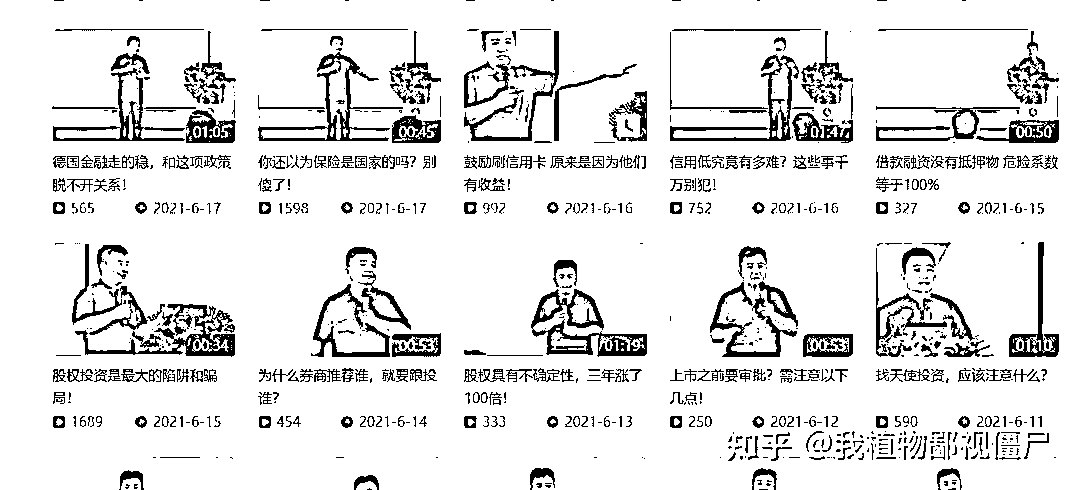 01:05
00:45
01:47
00:50
德国金融走的稳，和这项政策
脱不开关系！
你还以为保险是国家的吗？别
傻了！
鼓励刷信用卡 原来是因为他们
有收益！
信用低究竟有多难？这些事千
万别犯！
借款融资没有抵押物 危险系数
等于100%
565
2021-6-17
1598
2021-6-17
992
2021-6-16
752
2021-6-16
327
2021-6-15
00:34
00:53
01:19
00:53
01:10
股权投资是最大的陷阱和骗
局！
为什么券商推荐谁，就要跟投
谁？
股权具有不确定性，三年涨了
100倍！
上市之前要审批？需注意以下
几点！
找天使投资，应该注意什么？
1689
2021-6-15
454
2021-6-14
333
2021-6-13
250
2021-6-12
590
2021-6-11
知乎 @我植物鄙视僵尸